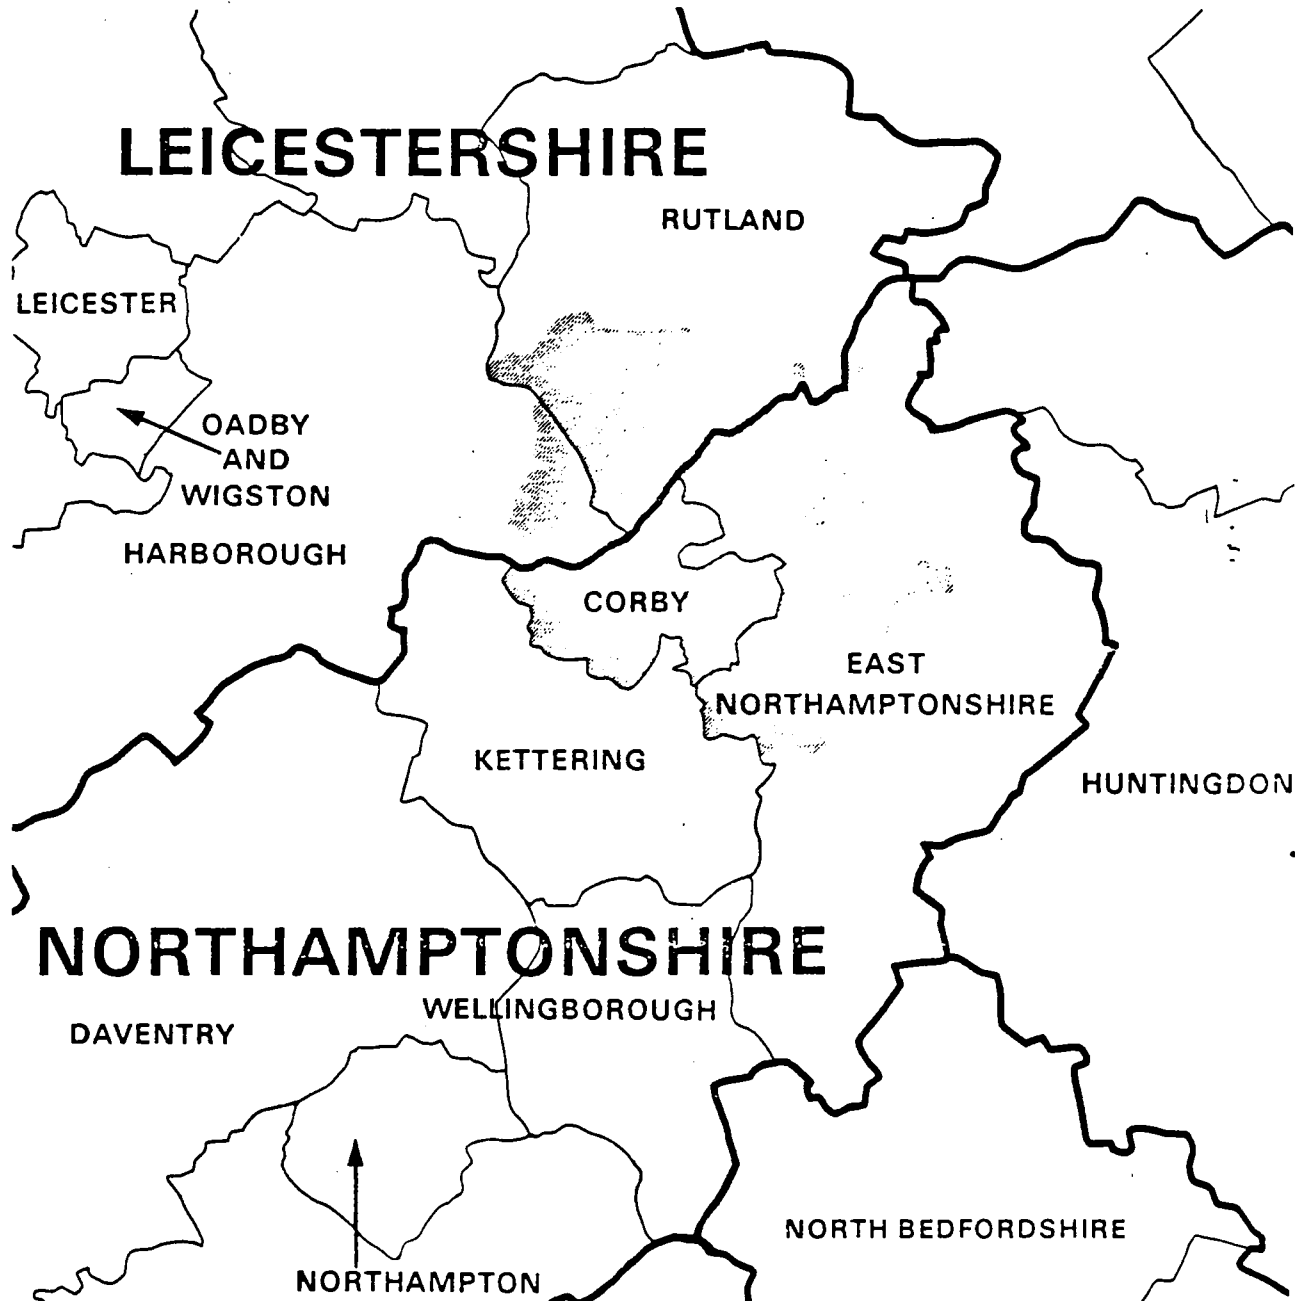 LEICESTERSHIRE
RUTLAND
LEICESTER
OADBY
AND
WIGSTON
HARBOROUGH
CORBY
EAST
NORTHAMPTONSHIRE
KETTERING
HUNTINGDON
NORTHAMPTONSHIRE
WELLINGBOROUGH
DAVENTRY
NORTH BEDFORDSHIRE
NORTHAMPTON